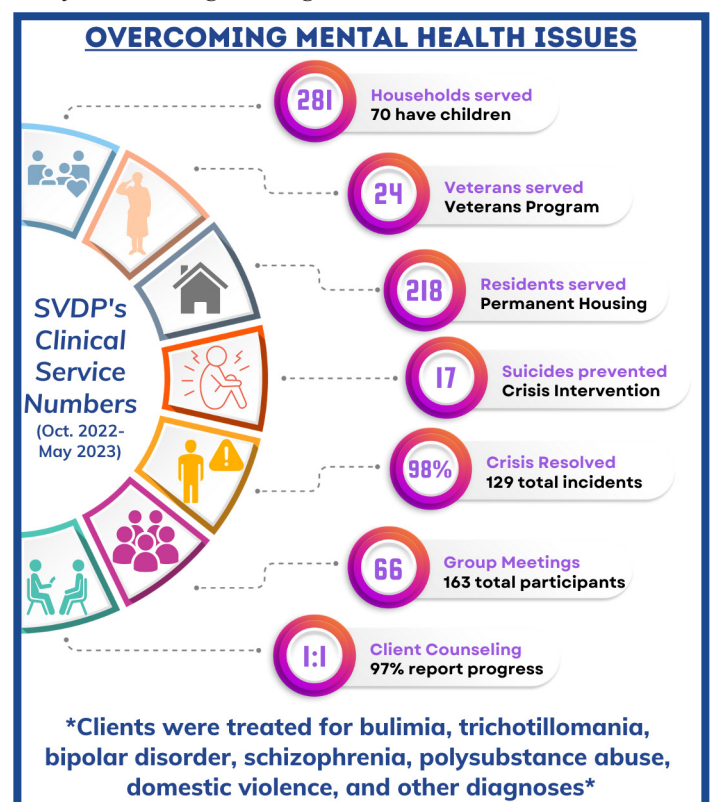 OVERCOMING MENTAL HEALTH ISSUES
281
Households served
70 have children
24
Veterans served
Veterans Program
218
Residents served
Permanent Housing
17
Suicides prevented
Crisis Intervention
98%
Crisis Resolved
129 total incidents
66
Group Meetings
163 total participants
1:1
Client Counseling
97% report progress
SVDP's
Clinical
Service
Numbers
(Oct. 2022-
May 2023)
*Clients were treated for bulimia, trichotillomania,
bipolar disorder, schizophrenia, polysubstance abuse,
domestic violence, and other diagnoses*